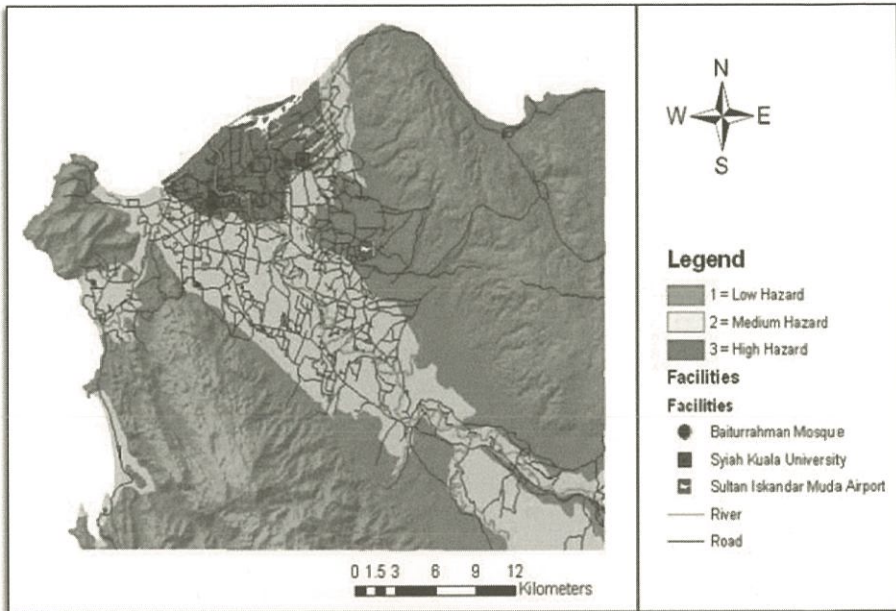 N
W E
S
Legend
1 = Low Hazard
2 = Medium Hazard
3 = High Hazard
Facilities
Facilities
Baiturrahman Mosque
Syiah Kuala University
Sultan Iskandar Muda Airport
River
Road
0 1.5 3 6 9 12
Kilometers